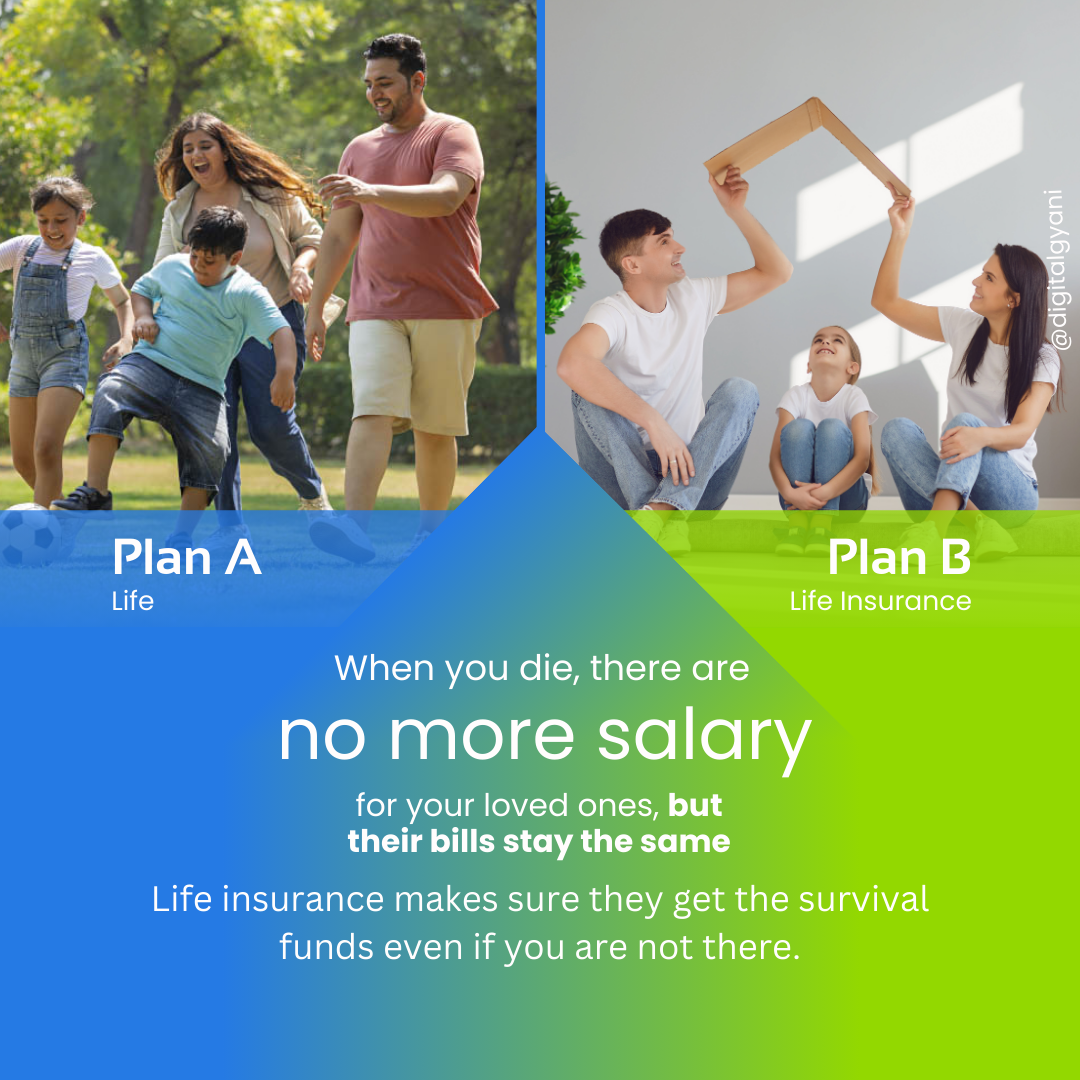 @digitalgyani
Plan A
Life
Plan B
Life Insurance
When you die, there are
no more salary
for your loved ones, but
their bills stay the same
Life insurance makes sure they get the survival
funds even if you are not there.